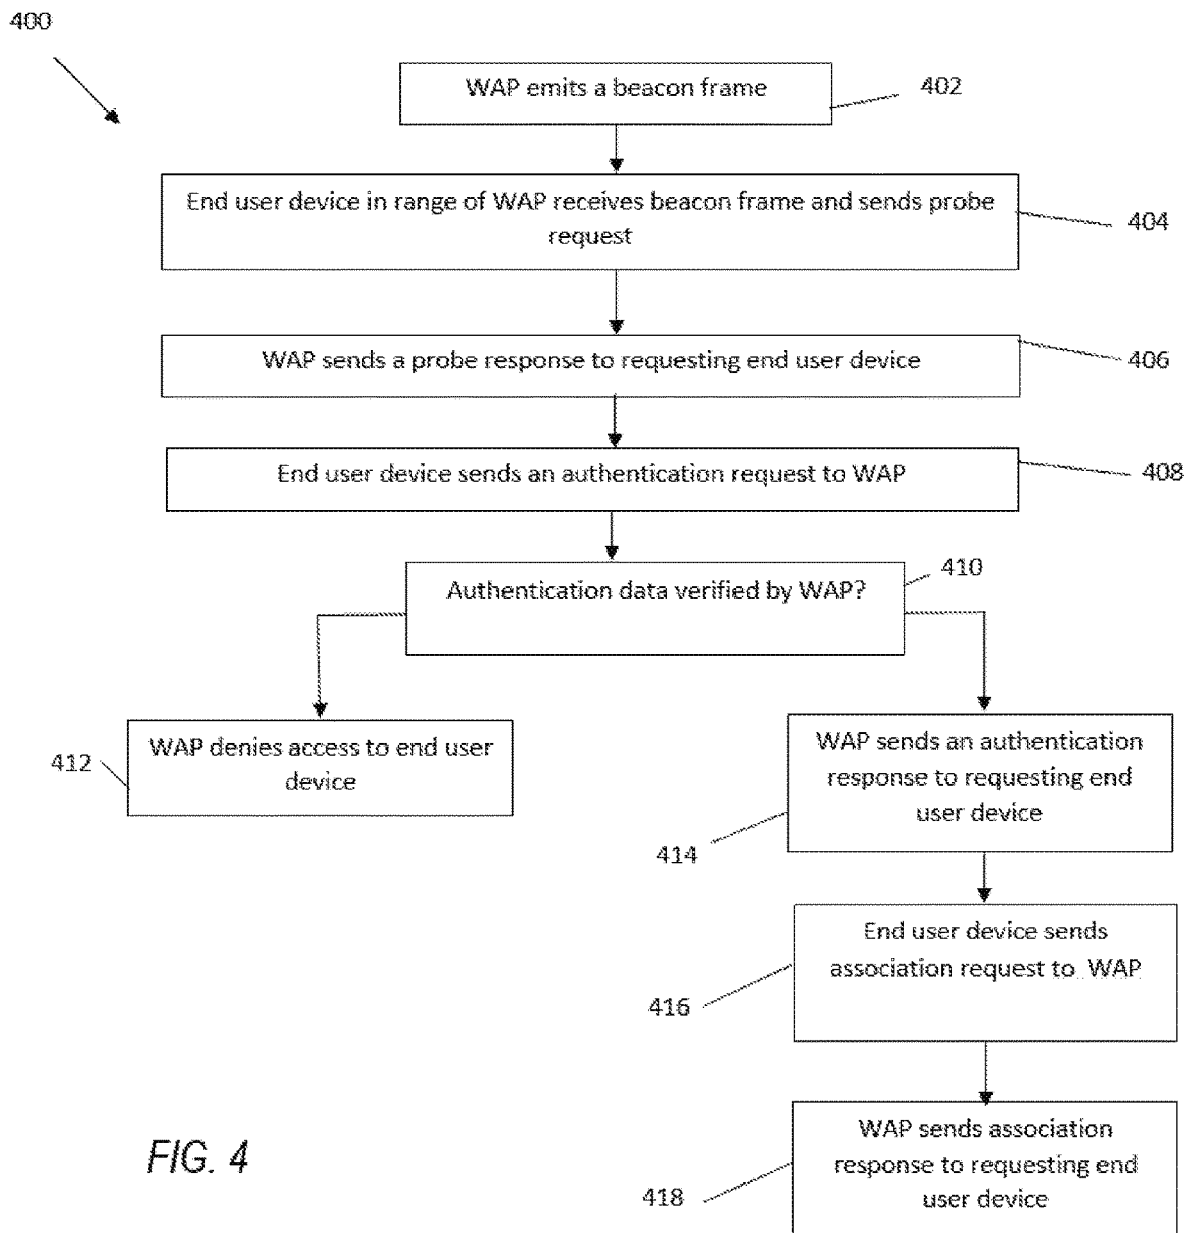 400
WAP emits a beacon frame
402
End user device in range of WAP receives beacon frame and sends probe
request
404
WAP sends a probe response to requesting end user device
406
End user device sends an authentication request to WAP
408
Authentication data verified by WAP?
410
WAP denies access to end user
device
412
WAP sends an authentication
response to requesting end
user device
414
End user device sends
association request to WAP
416
WAP sends association
response to requesting end
user device
418
FIG. 4